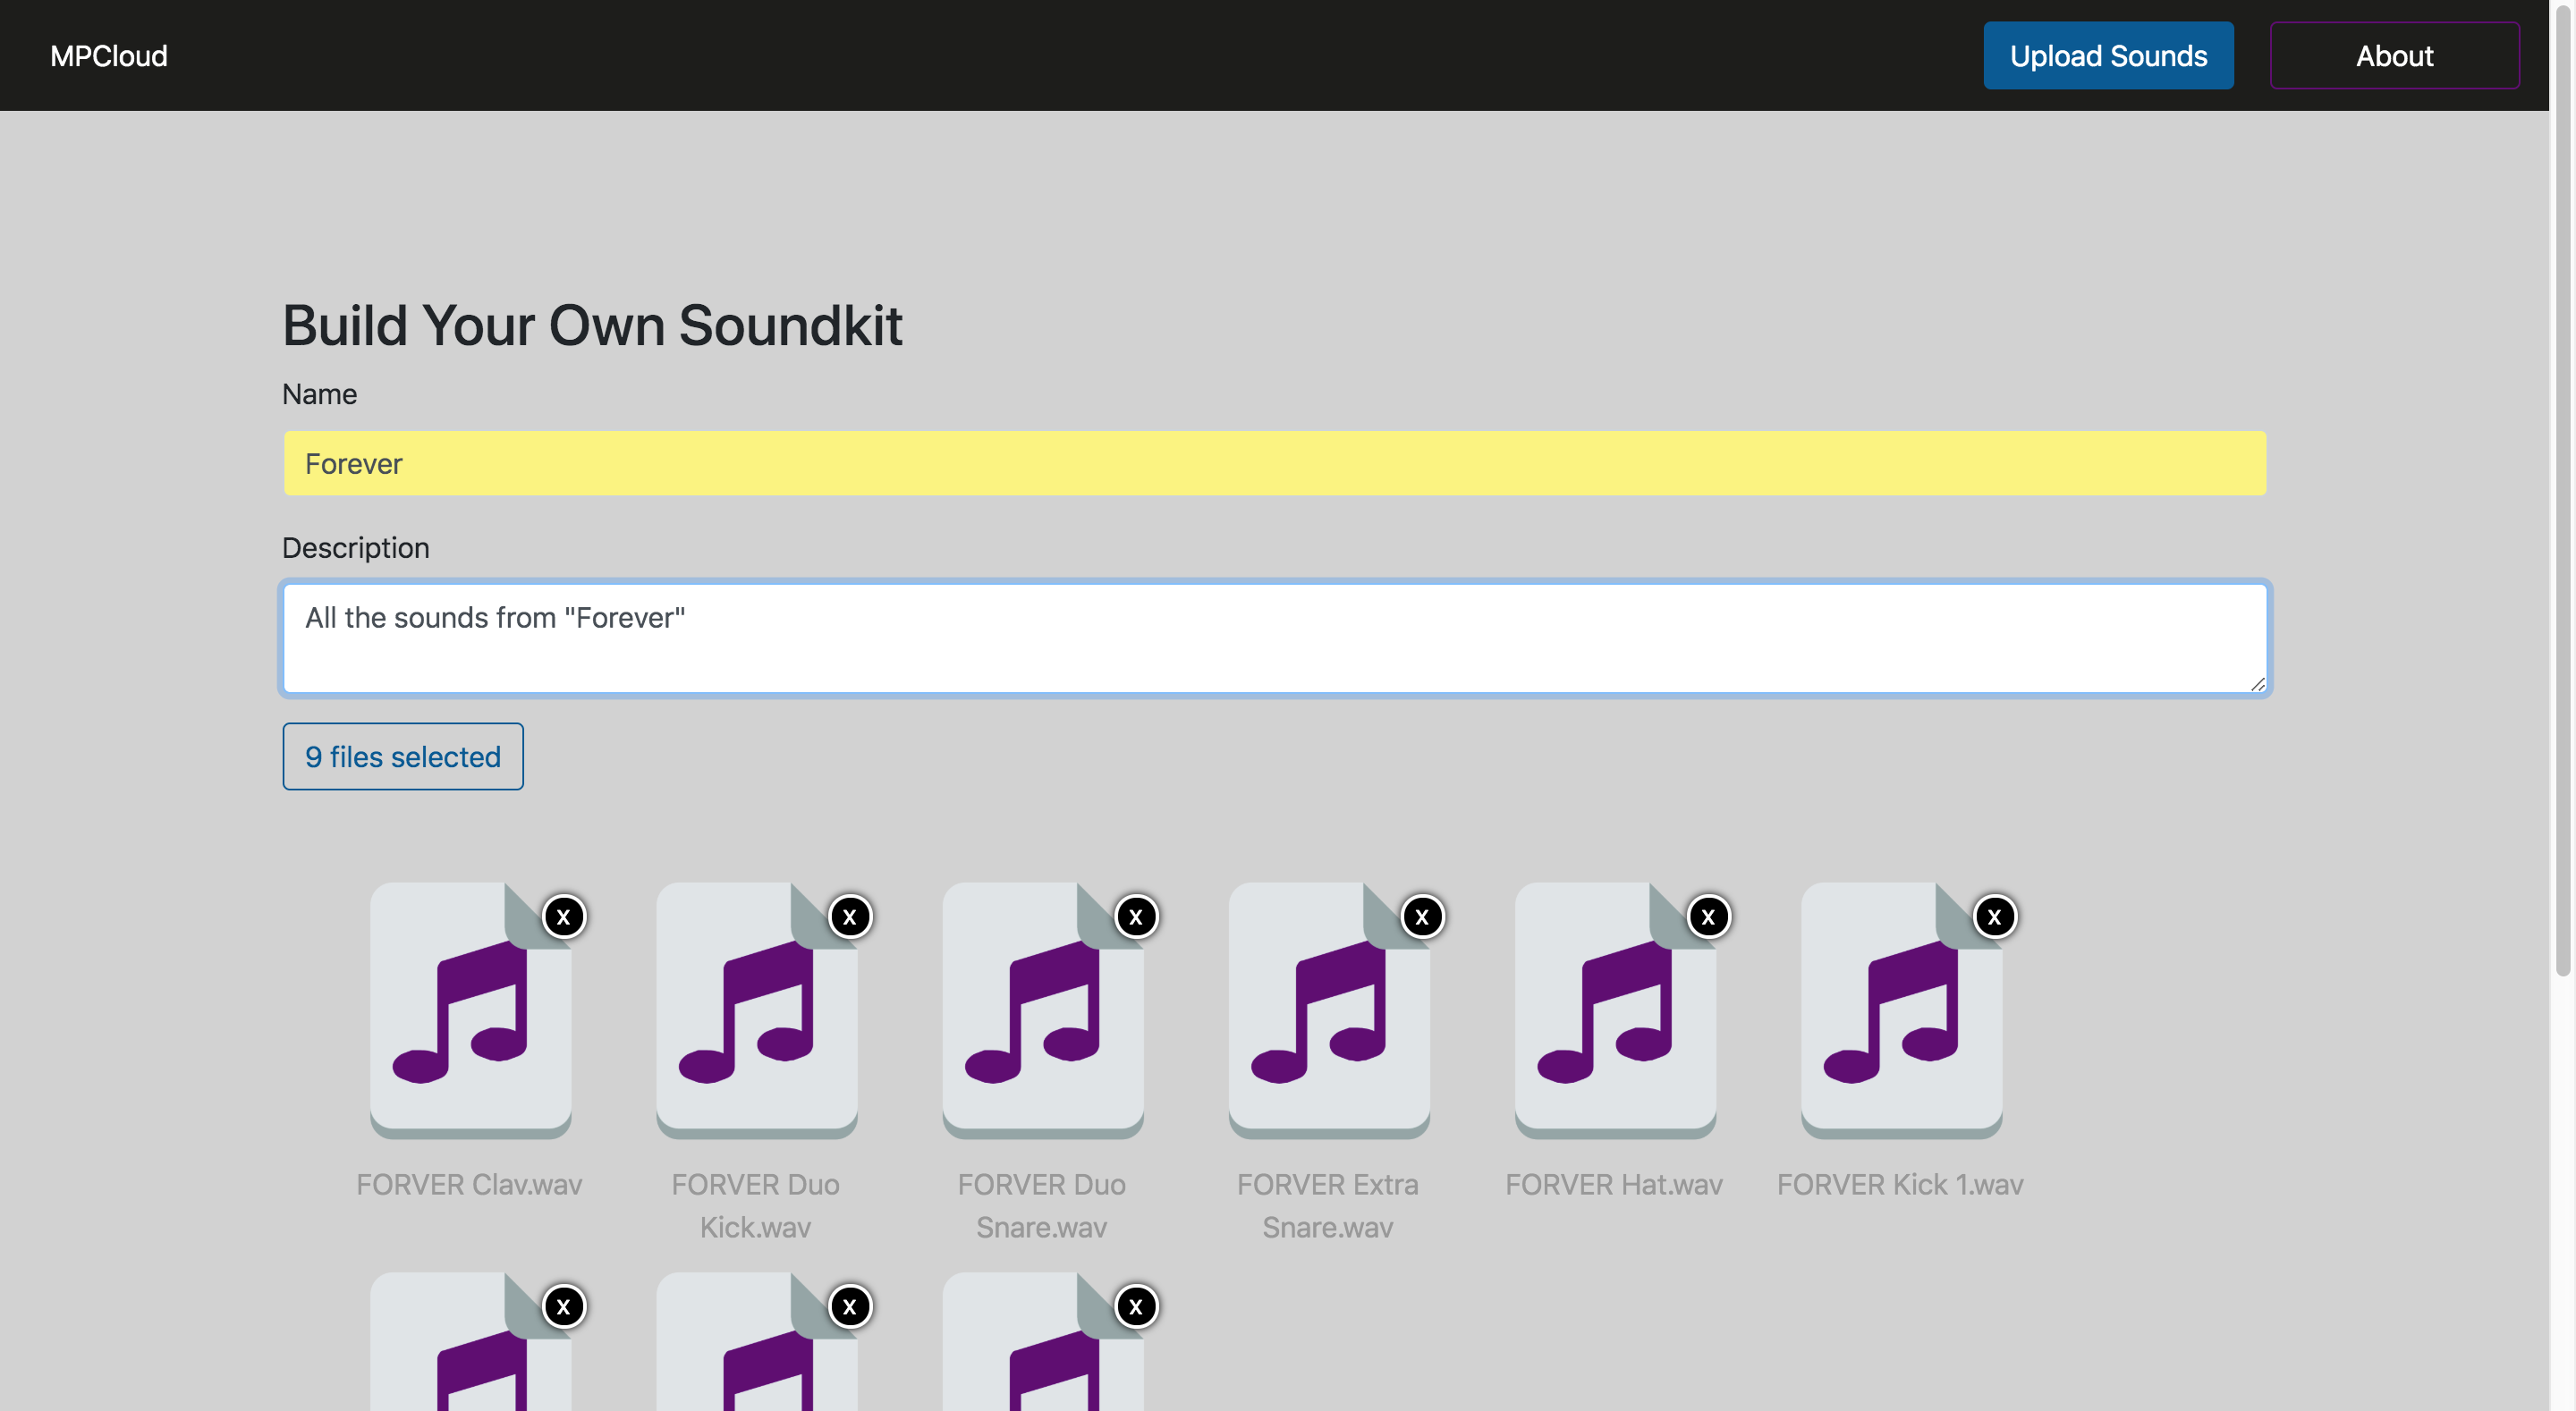 MPCloud
Upload Sounds
About
Build Your Own Soundkit
Name
Forever
Description
All the sounds from "Forever"
9 files selected
x
x
x
x
x
x
FORVER Clav.wav
FORVER Duo
Kick.wav
FORVER Duo
Snare.wav
FORVER Extra
Snare.wav
FORVER Hat.wav
FORVER Kick 1.wav
x
x
x